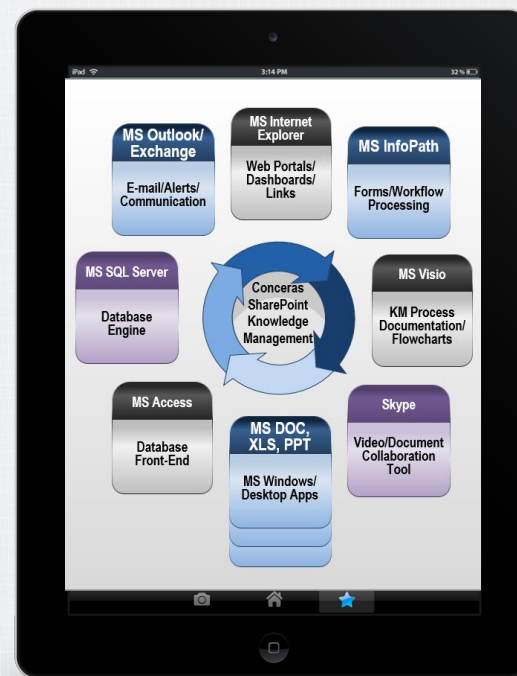 iPad
3:14 PM
32%
MS Outlook/
Exchange
E-mail/Alerts/
Communication
MS Internet
Explorer
Web Portals/
Dashboards/
Links
MS InfoPath
Forms/Workflow
Processing
MS SQL Server
Database
Engine
Conceras
SharePoint
Knowledge
Management
MS Visio
KM Process
Documentation/
Flowcharts
MS Access
Database
Front-End
MS DOC,
XLS, PPT
MS Windows/
Desktop Apps
Skype
Video/Document
Collaboration
Tool